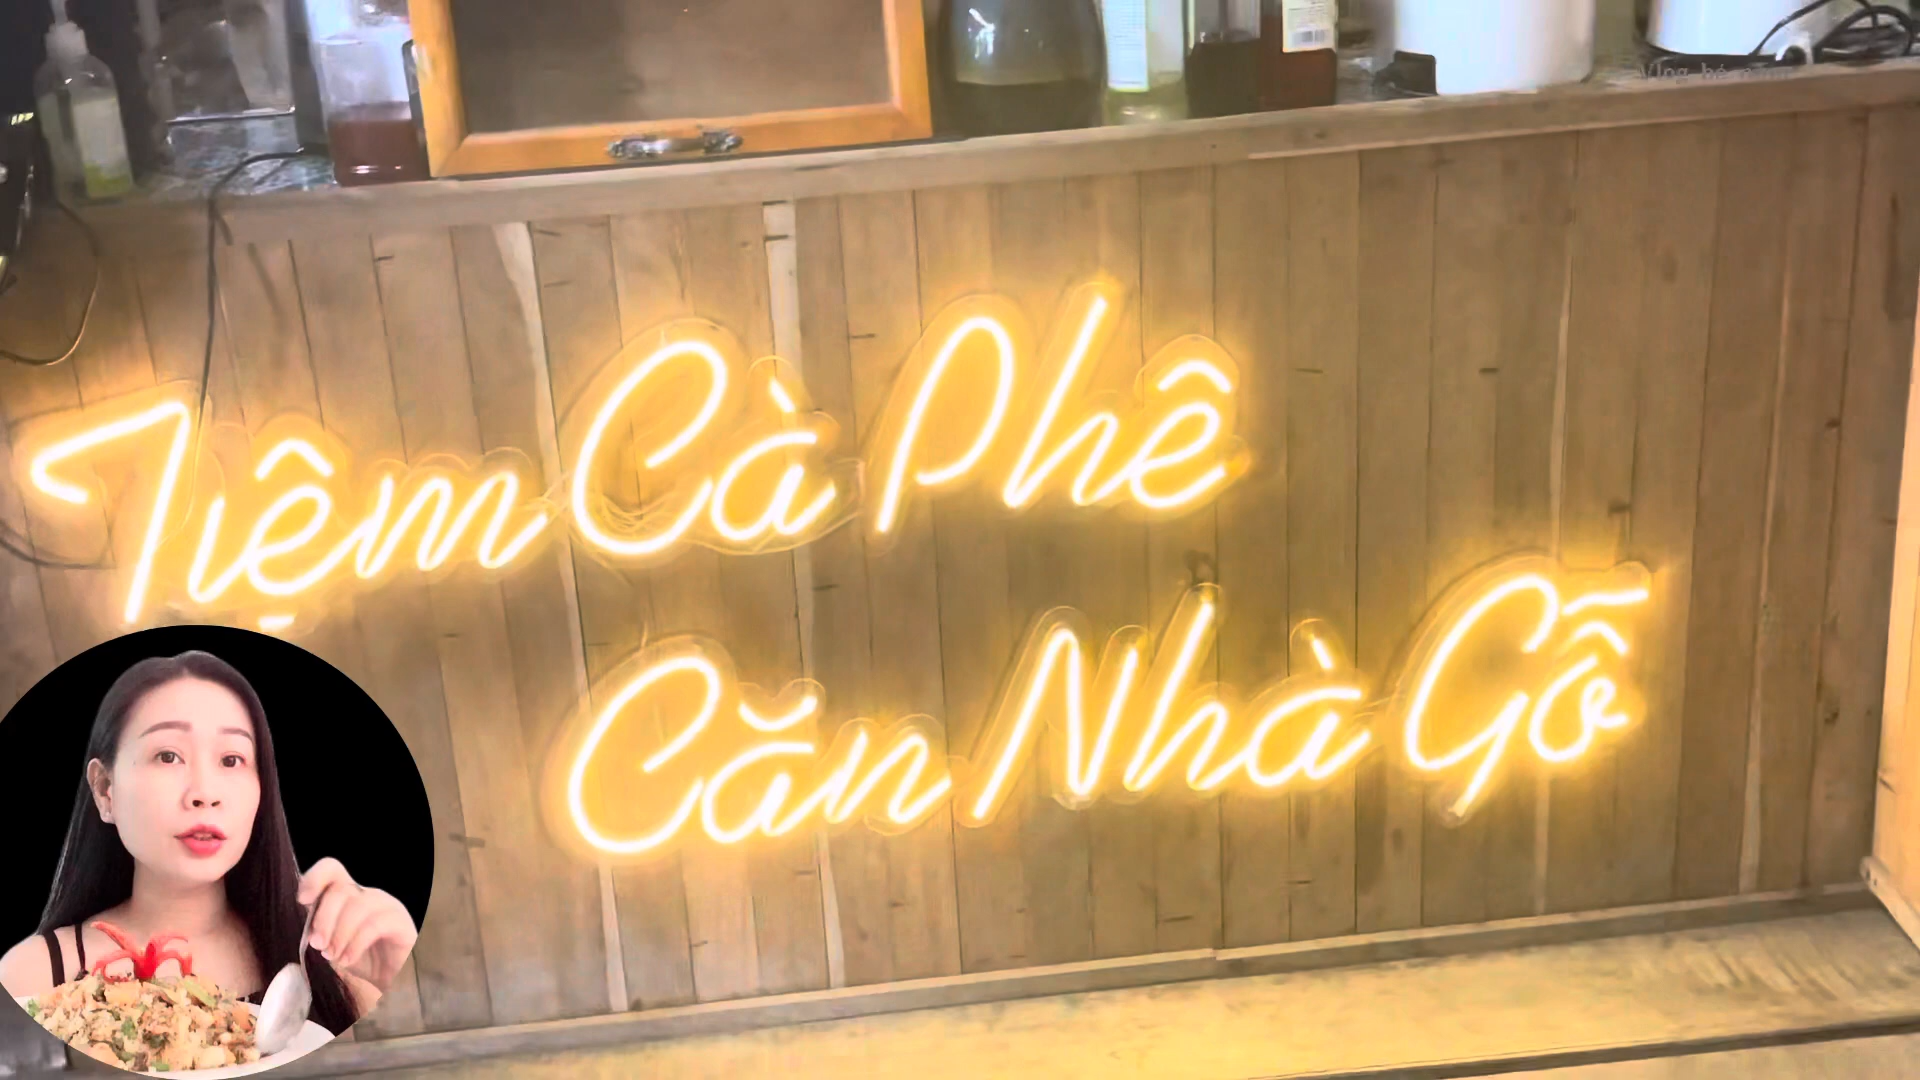 Tiệm Cà Phê
Căn Nhà Gỗ